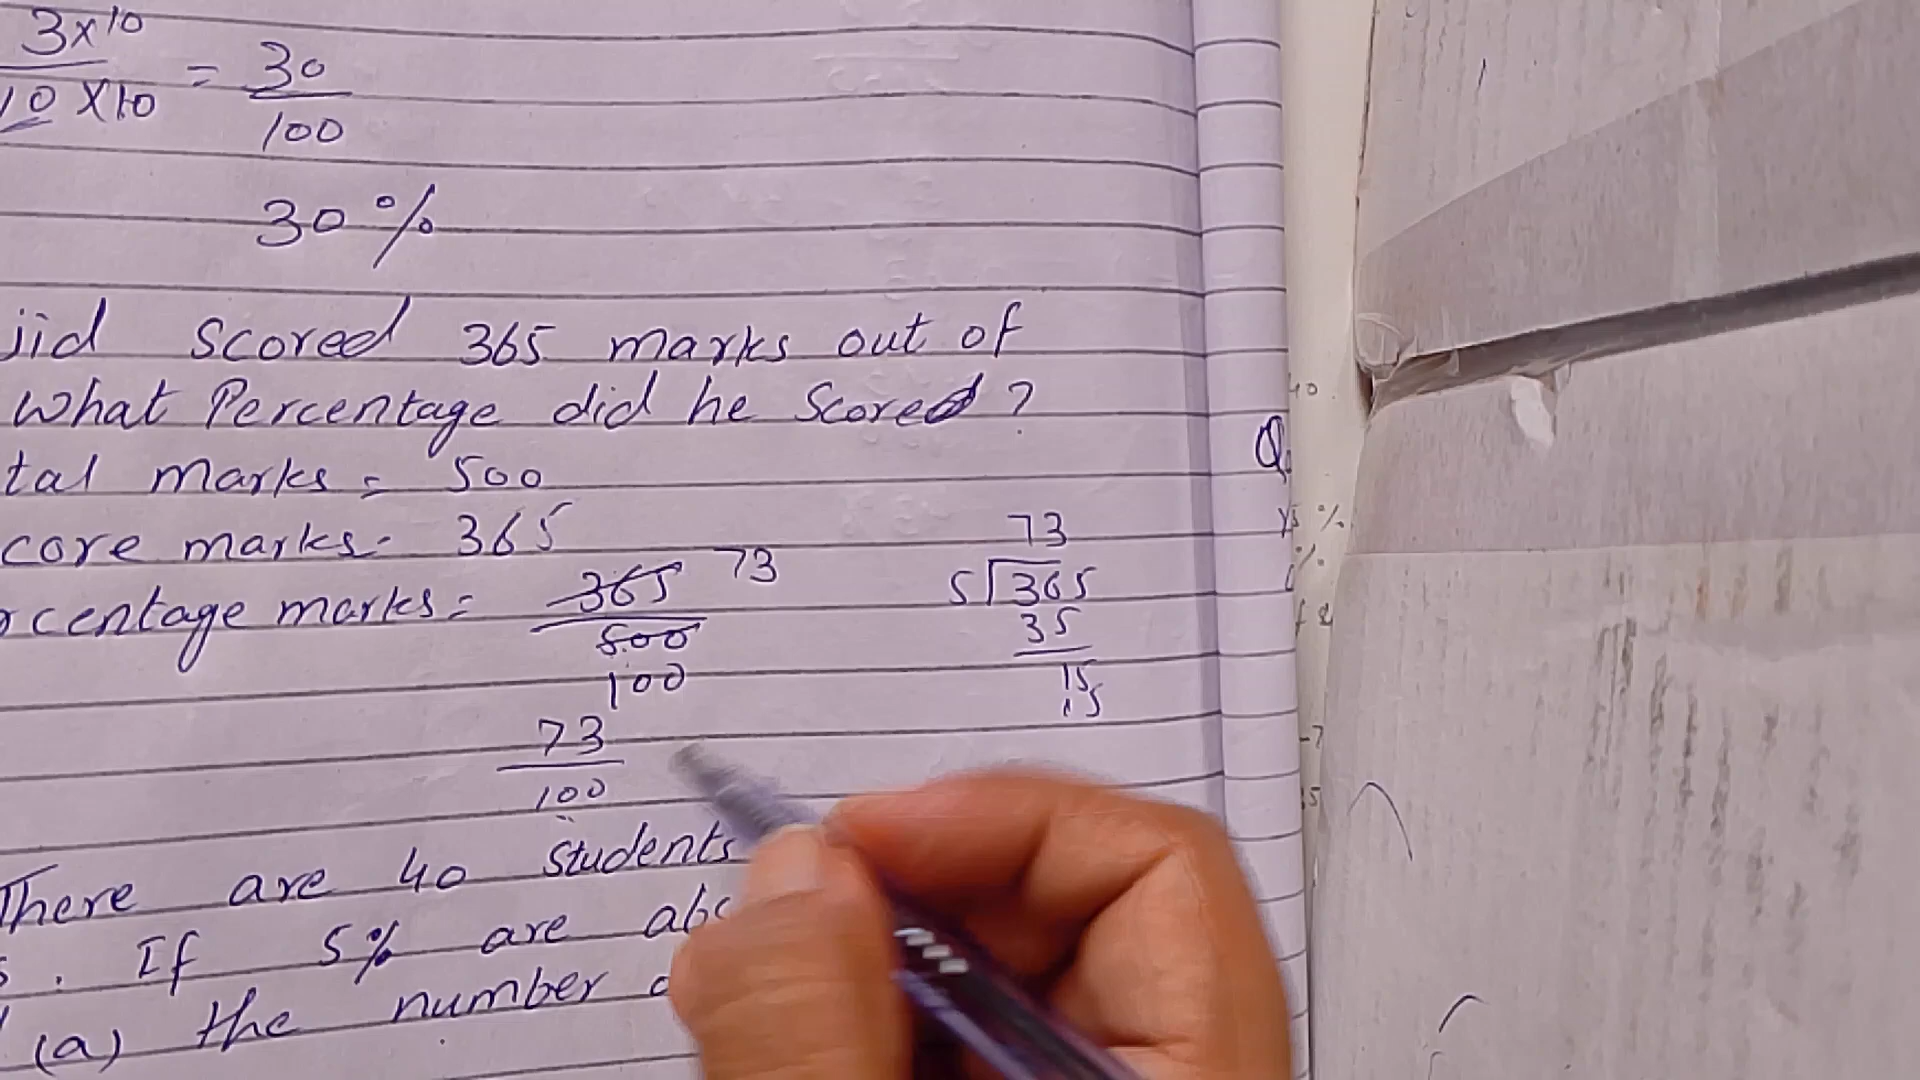 3x10
10 x10 = 30
100
30 %
jid scored 365 marks out of
what Percentage did he scored ?
tal marks = 500
core marks = 365
rcentage marks = 365 73
500
100
73
5 365
35
15
15
73
100
There are 40 students
s. If 5% are abs
(a) the number
Q